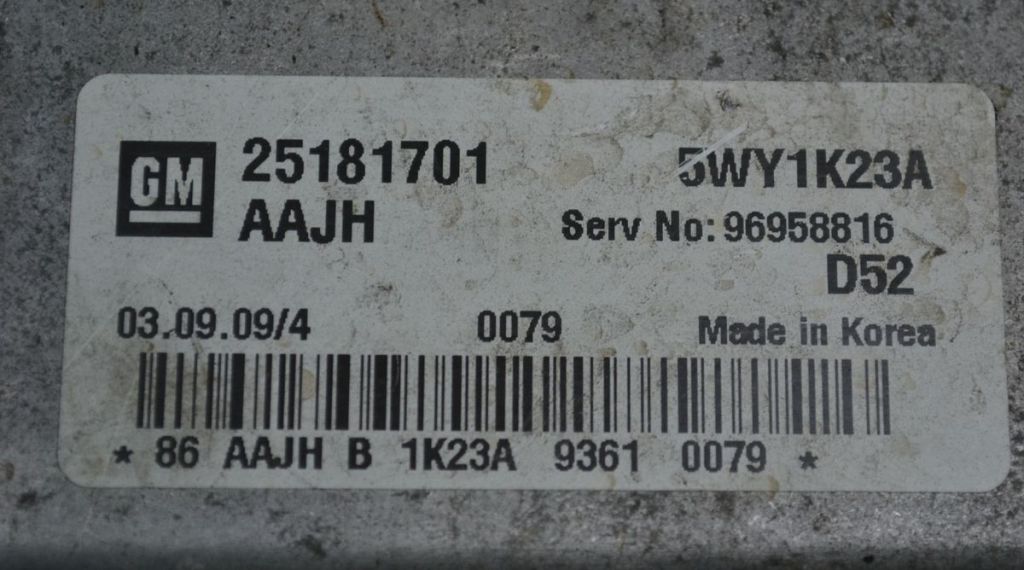 GM 25181701 5WY1K23A
AAJH Serv No: 96958816
D52
03.09.09/4 0079 Made in Korea
* 86 AAJH B 1K23A 9361 0079 *